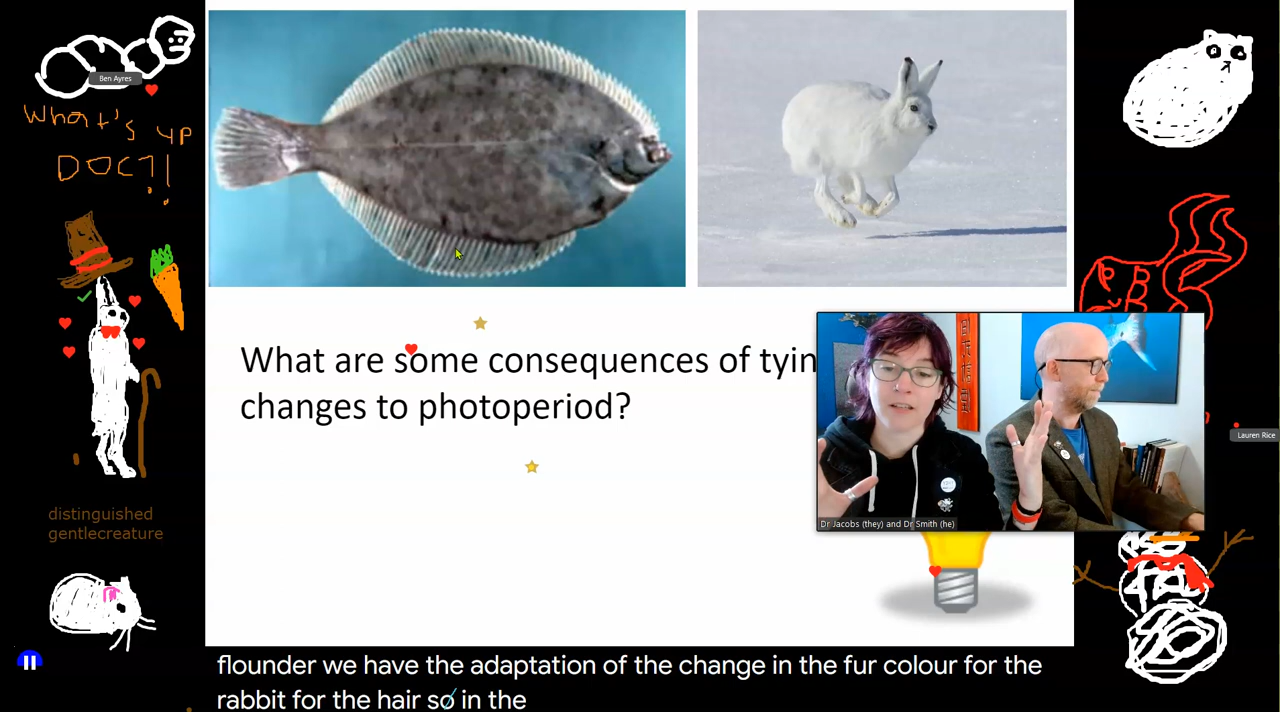 Ben Ayres
What's up
DOC?!
What are some consequences of tyin
changes to photoperiod?
Dr Jacobs (they) and Dr Smith (he)
Lauren Rice
distinguished
gentlecreature
flounder we have the adaptation of the change in the fur colour for the
rabbit for the hair so in the